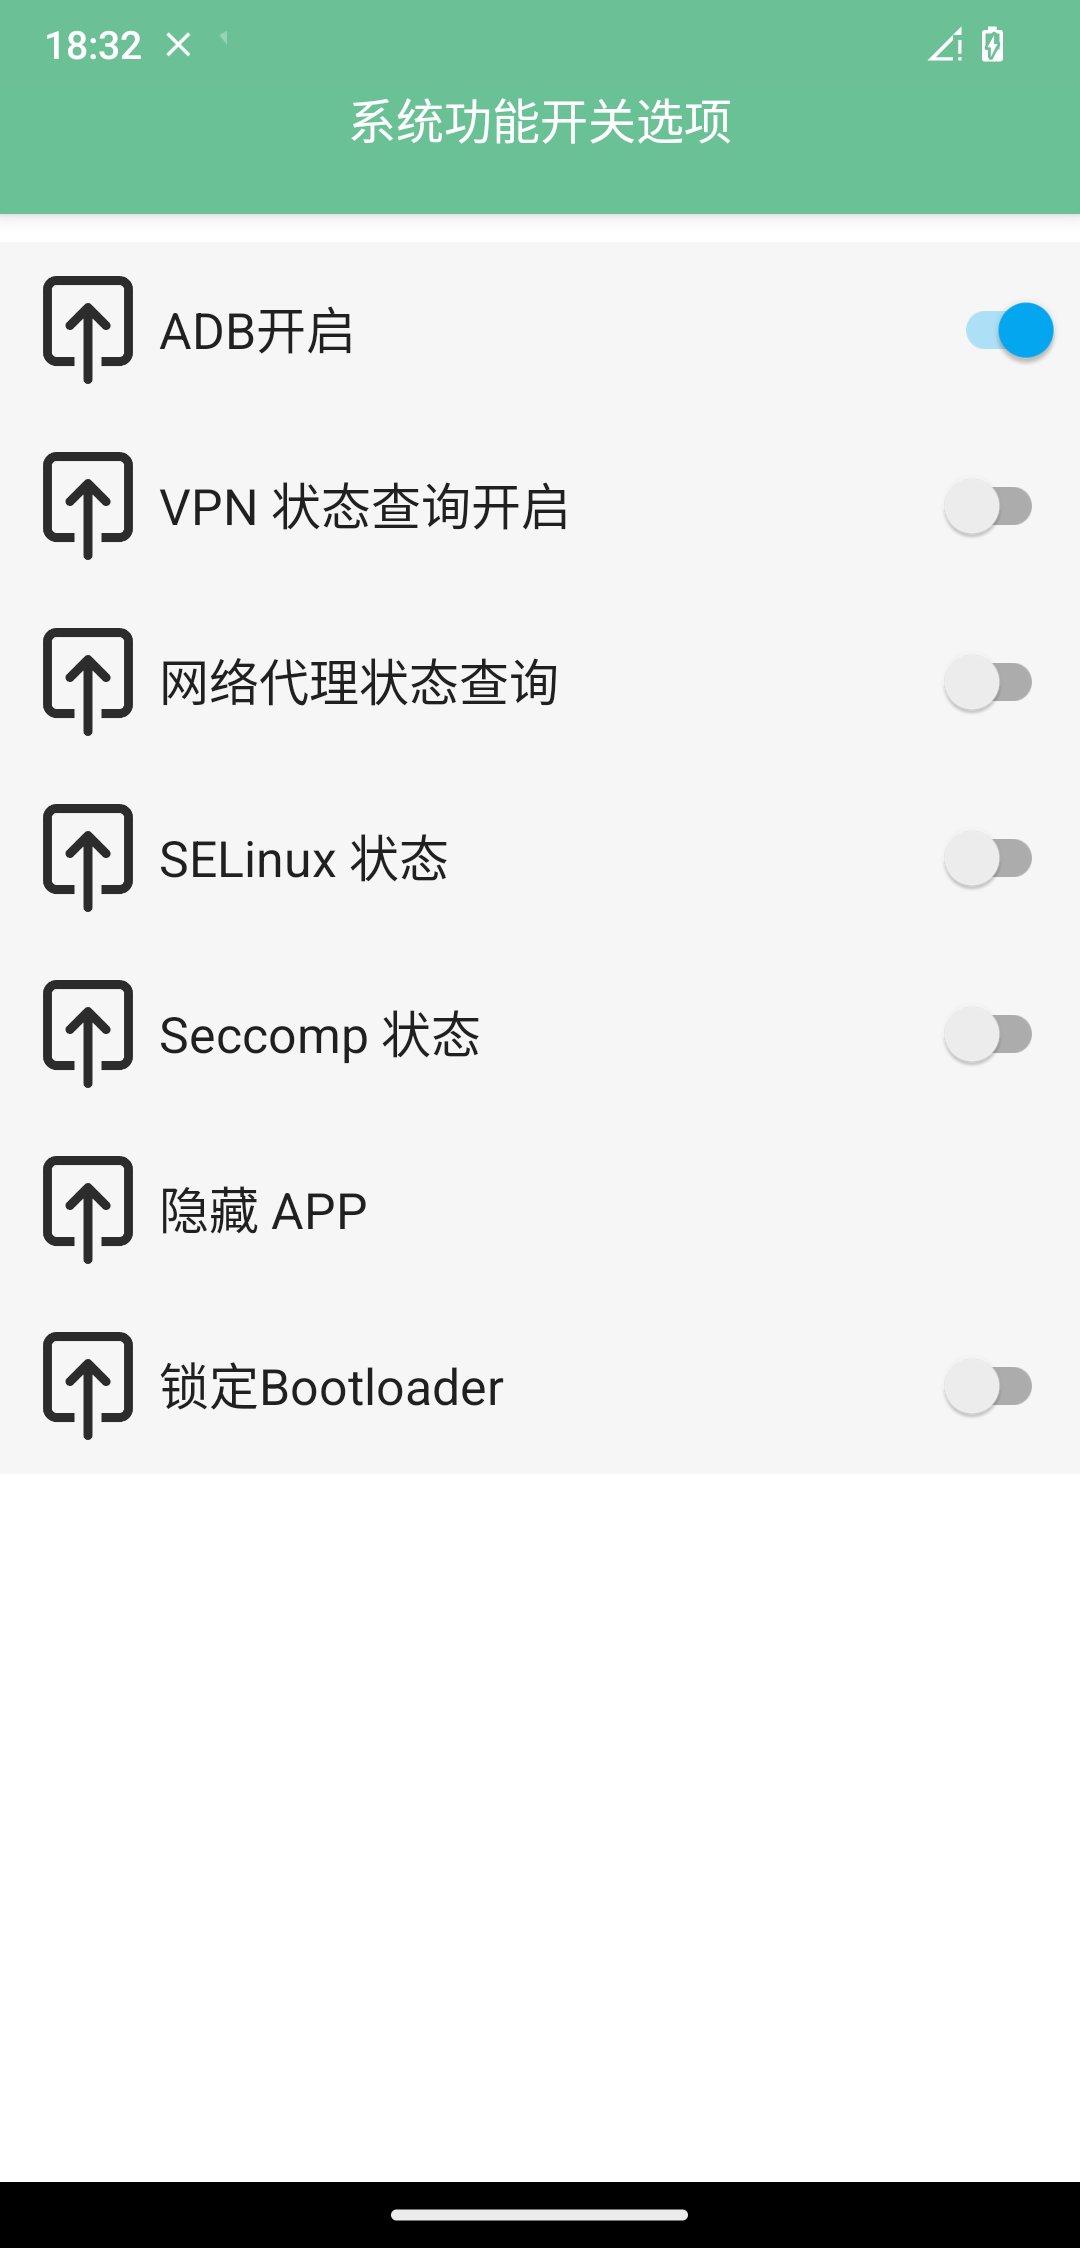 18:32
系统功能开关选项
ADB开启
VPN 状态查询开启
网络代理状态查询
SELinux 状态
Seccomp 状态
隐藏 APP
锁定Bootloader